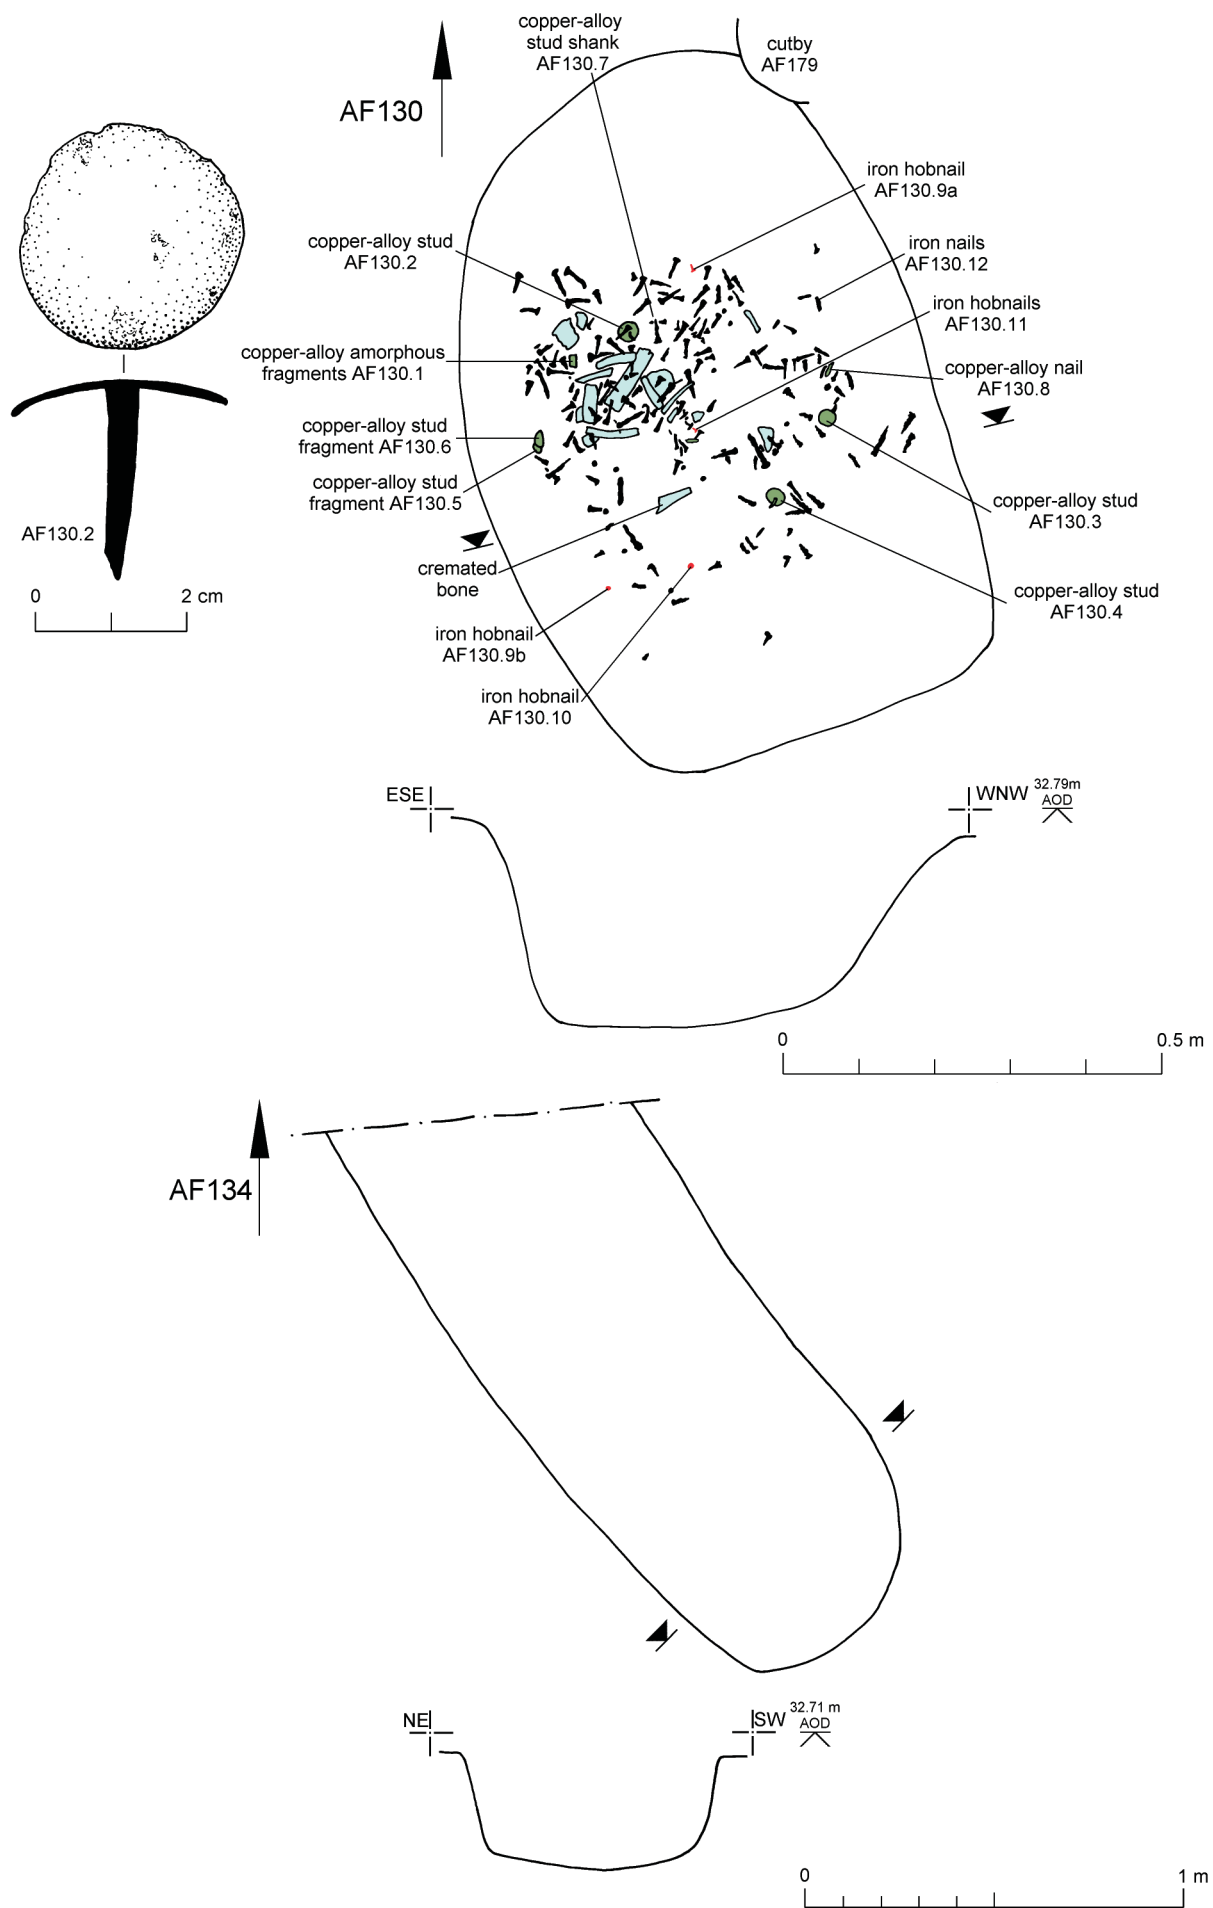 copper-alloy
stud shank
AF130.7
cutby
AF179
AF130
iron hobnail
AF130.9a
copper-alloy stud
AF130.2
iron nails
AF130.12
iron hobnails
AF130.11
copper-alloy amorphous
fragments AF130.1
copper-alloy nail
AF130.8
copper-alloy stud
fragment AF130.6
copper-alloy stud
fragment AF130.5
copper-alloy stud
AF130.3
AF130.2
cremated
bone
copper-alloy stud
AF130.4
0 2 cm
iron hobnail
AF130.9b
iron hobnail
AF130.10
ESE
WNW
32.79m
AOD
0 0.5 m
AF134
NE
SW
32.71 m
AOD
0 1 m